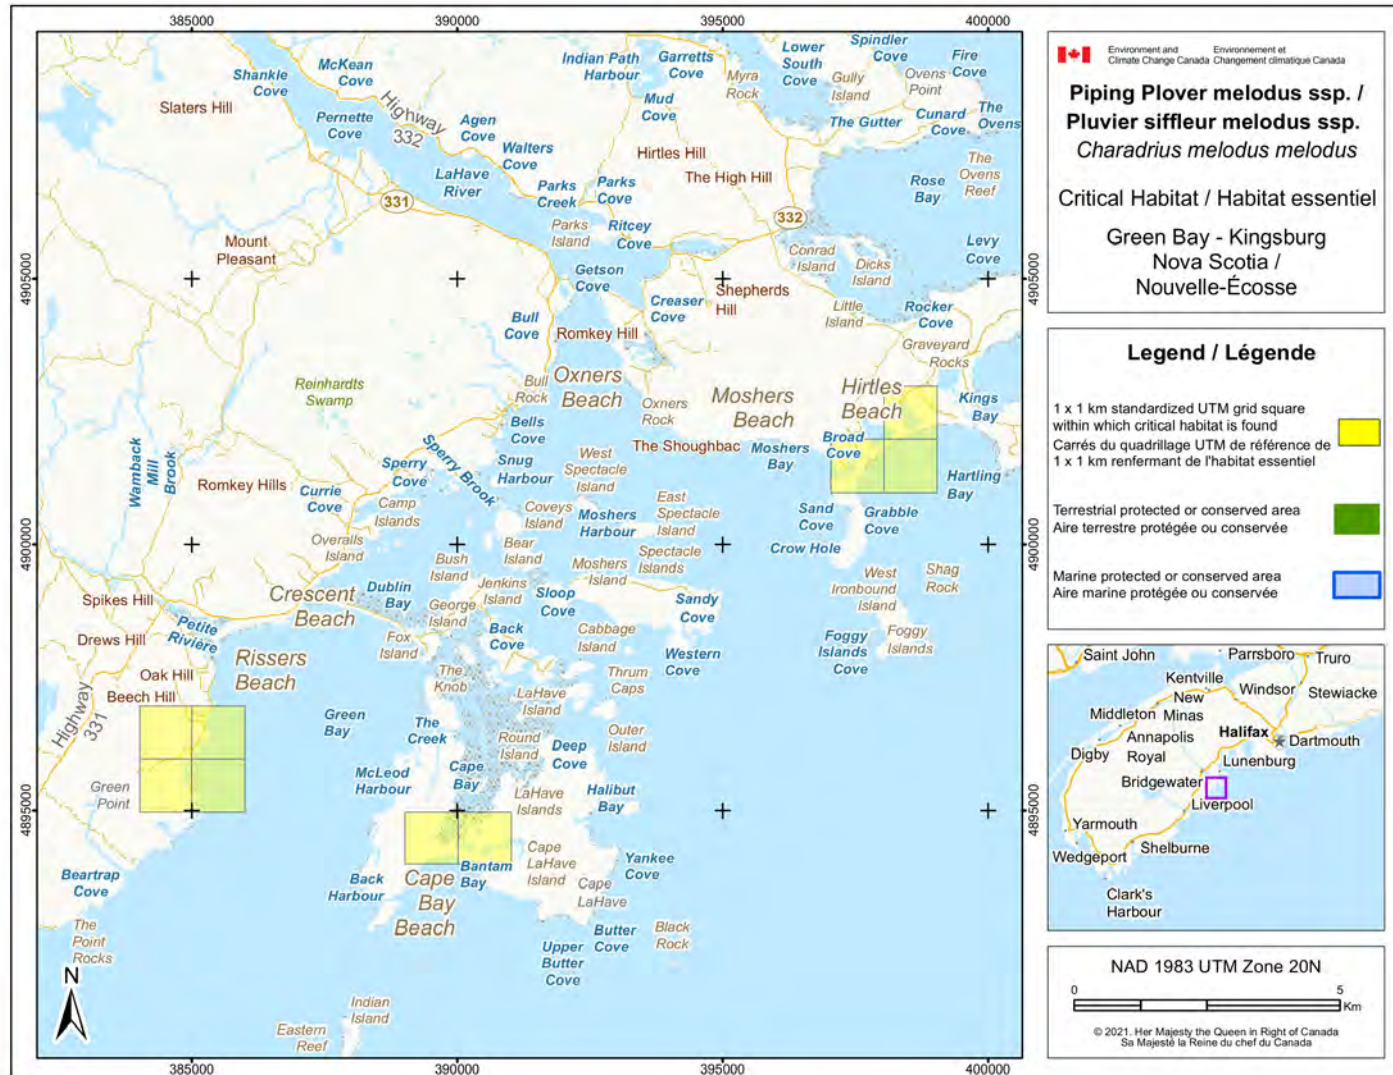 385000
390000
395000
400000
Shankle
Cove
McKean
Cove
Indian Path
Harbour
Garretts
Cove
Lower
South
Cove
Spindler
Cove
Fire
Cove
Slaters Hill
Pernette
Cove
Highway
332
Agen
Cove
Mud
Cove
Myra
Rock
Gully
Island
Ovens
Point
Walters
Cove
The Gutter
Cunard
Cove
The
Ovens
LaHave
River
Hirtles Hill
The High Hill
The
Ovens
Reef
Parks
Creek
Parks
Cove
Rose
Bay
331
332
Parks
Island
Ritcey
Cove
Mount
Pleasant
Conrad
Island
Dicks
Island
Levy
Cove
Getson
Cove
4905000
4905000
Creaser
Cove
Shepherds
Hill
Little
Island
Rocker
Cove
Bull
Cove
Romkey Hill
Graveyard
Rocks
Reinhardts
Swamp
Bull
Rock
Oxners
Beach
Oxners
Rock
Moshers
Beach
Hirtles
Beach
Kings
Bay
Bells
Cove
The Shoughbac
Moshers
Bay
Broad
Cove
Wamback
Mill
Brook
Sperry
Cove
Sperry Brook
Snug
Harbour
West
Spectacle
Island
Hartling
Bay
Romkey Hills
Currie
Cove
Camp
Islands
Coveys
Island
Moshers
Harbour
East
Spectacle
Island
Sand
Cove
Grabble
Cove
Overalls
Island
Bear
Island
Crow Hole
4900000
4900000
Bush
Island
Spectacle
Islands
Moshers
Island
West
Ironbound
Island
Shag
Rock
Crescent
Beach
Dublin
Bay
Jenkins
Island
George
Island
Sloop
Cove
Sandy
Cove
Spikes Hill
Petite
Rivière
Drews Hill
Fox
Island
Back
Cove
Cabbage
Island
Western
Cove
Foggy
Islands
Cove
Foggy
Islands
Rissers
Beach
Oak Hill
Beech Hill
The
Knob
LaHave
Island
Thrum
Caps
Highway
331
Green
Bay
The
Creek
Round
Island
Outer
Island
Deep
Cove
McLeod
Harbour
Cape
Bay
Green
Point
LaHave
Islands
Halibut
Bay
4895000
4895000
Bantam
Bay
Cape
LaHave
Island
Yankee
Cove
Beartrap
Cove
Back
Harbour
Cape
Bay
Beach
Cape
LaHave
The
Point
Rocks
Butter
Cove
Upper
Butter
Cove
Black
Rock
N
Indian
Island
Eastern
Reef
385000
390000
395000
400000
Environment and
Climate Change Canada
Environnement et
Changement climatique Canada
Piping Plover melodus ssp. /
Pluvier siffleur melodus ssp.
Charadrius melodus melodus
Critical Habitat / Habitat essentiel
Green Bay - Kingsburg
Nova Scotia /
Nouvelle-Écosse
Legend / Légende
1 x 1 km standardized UTM grid square
within which critical habitat is found
Carrés du quadrillage UTM de référence de
1 x 1 km renfermant de l'habitat essentiel
Terrestrial protected or conserved area
Aire terrestre protégée ou conservée
Marine protected or conserved area
Aire marine protégée ou conservée
Saint John
Parrsboro
Truro
Kentville
New
Minas
Windsor
Stewiacke
Middleton
Annapolis
Royal
Halifax
Dartmouth
Digby
Lunenburg
Bridgewater
Liverpool
Yarmouth
Shelburne
Wedgeport
Clark's
Harbour
NAD 1983 UTM Zone 20N
0
5
Km
© 2021. Her Majesty the Queen in Right of Canada
Sa Majesté la Reine du chef du Canada